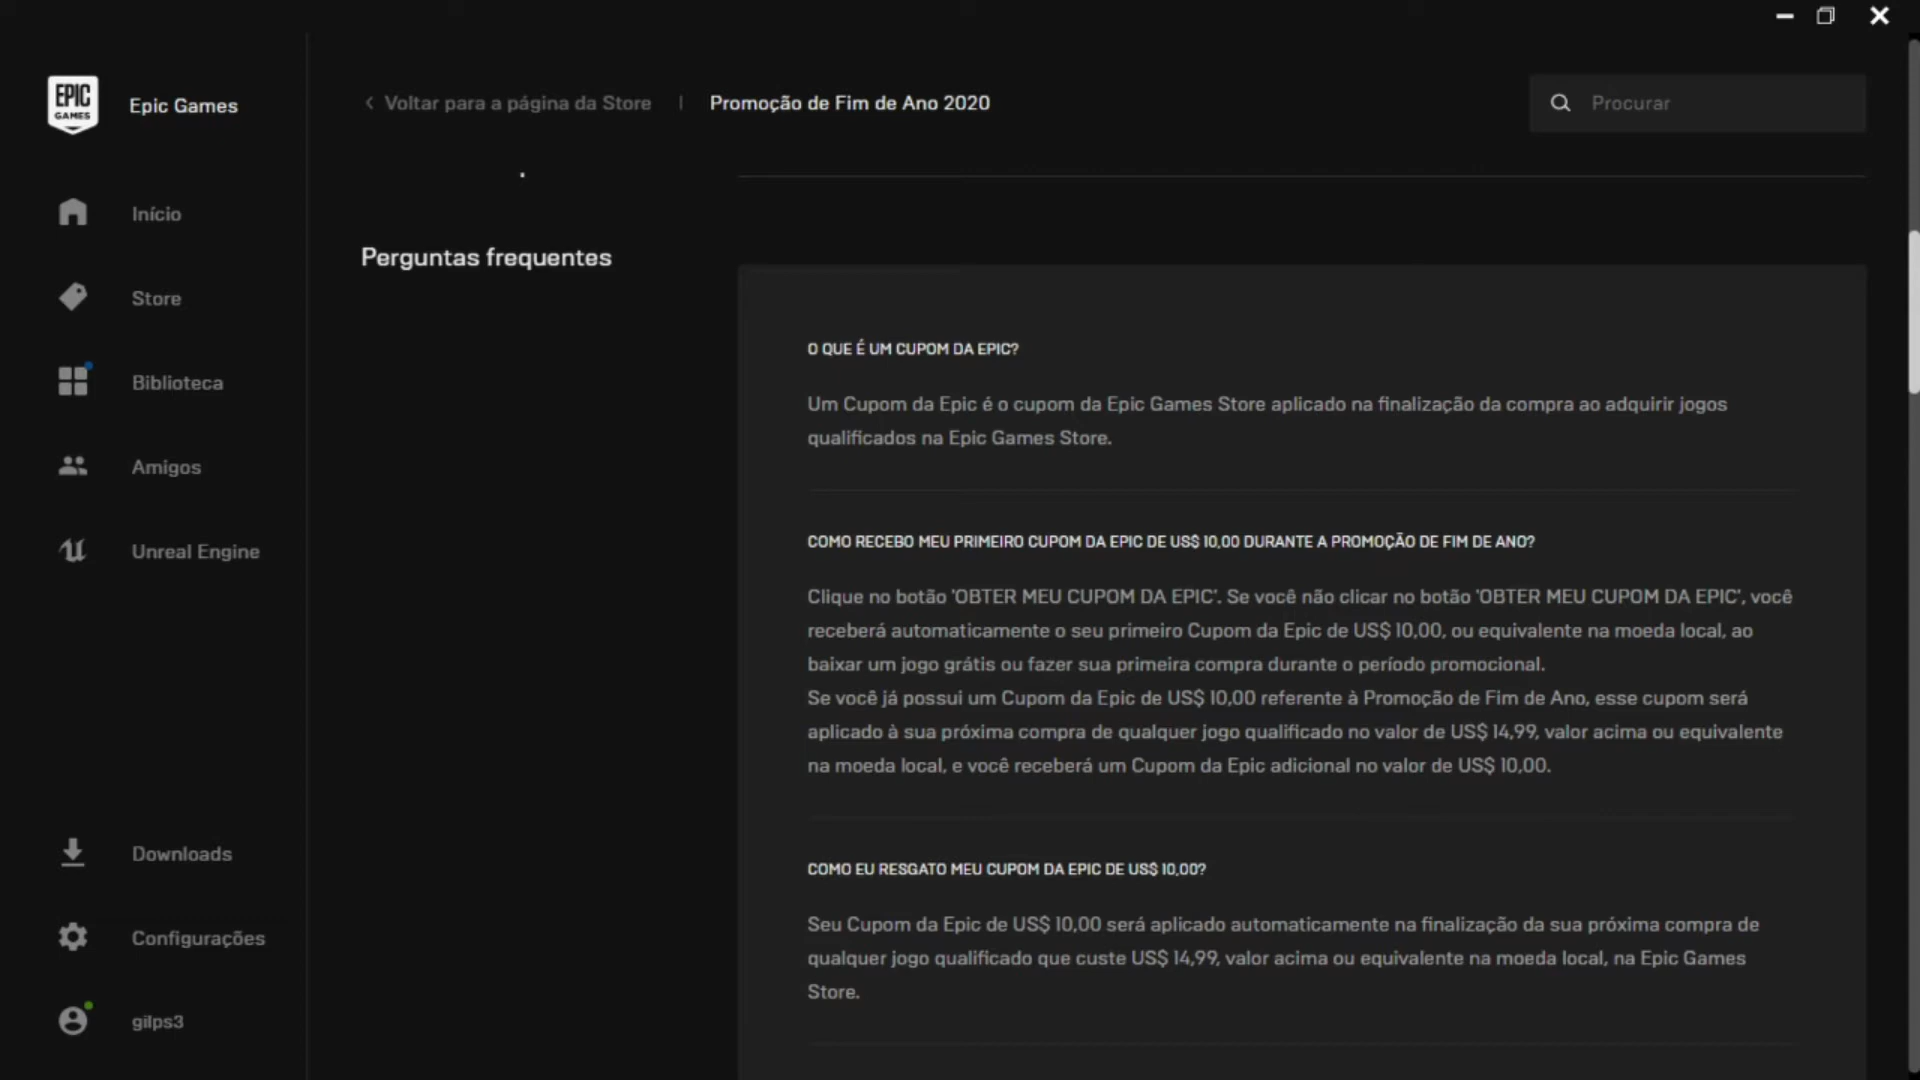 EPIC
GAMES
Epic Games
Voltar para a página da Store
Promoção de Fim de Ano 2020
Procurar
Início
Store
Biblioteca
Amigos
Unreal Engine
Downloads
Configurações
gilps3
Perguntas frequentes
O QUE É UM CUPOM DA EPIC?
Um Cupom da Epic é o cupom da Epic Games Store aplicado na finalização da compra ao adquirir jogos
qualificados na Epic Games Store.
COMO RECEBO MEU PRIMEIRO CUPOM DA EPIC DE US$ 10,00 DURANTE A PROMOÇÃO DE FIM DE ANO?
Clique no botão 'OBTER MEU CUPOM DA EPIC'. Se você não clicar no botão 'OBTER MEU CUPOM DA EPIC', você
receberá automaticamente o seu primeiro Cupom da Epic de US$ 10,00, ou equivalente na moeda local, ao
baixar um jogo grátis ou fazer sua primeira compra durante o período promocional.
Se você já possui um Cupom da Epic de US$ 10,00 referente à Promoção de Fim de Ano, esse cupom será
aplicado à sua próxima compra de qualquer jogo qualificado no valor de US$ 14,99, valor acima ou equivalente
na moeda local, e você receberá um Cupom da Epic adicional no valor de US$ 10,00.
COMO EU RESGATO MEU CUPOM DA EPIC DE US$ 10,00?
Seu Cupom da Epic de US$ 10,00 será aplicado automaticamente na finalização da sua próxima compra de
qualquer jogo qualificado que custe US$ 14,99, valor acima ou equivalente na moeda local, na Epic Games
Store.